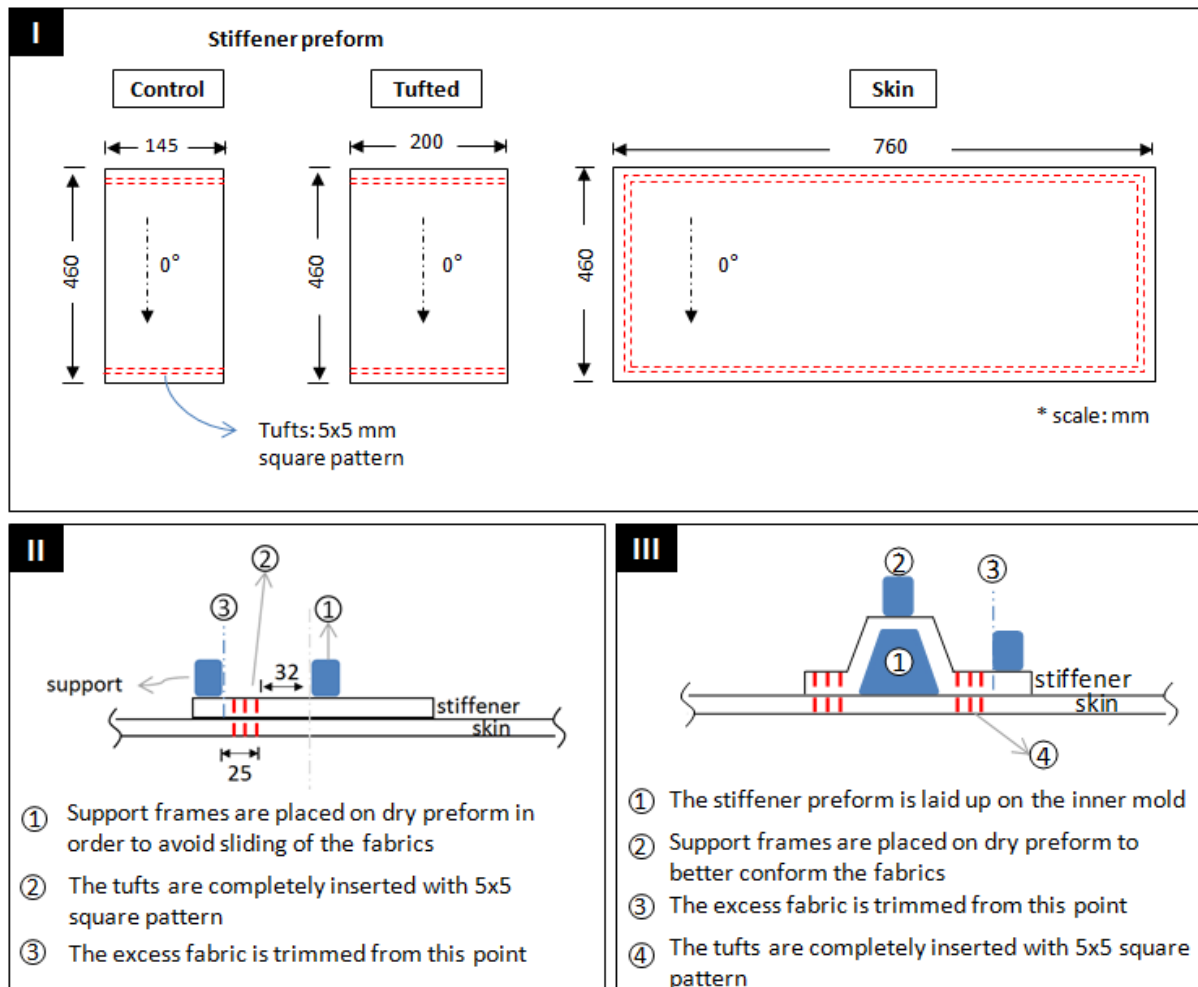 I
Stiffener preform
Control
Tufted
Skin
145
200
760
460
0°
460
0°
460
0°
Tufts: 5x5 mm
square pattern
* scale: mm
II
②
③
①
support
32
stiffener
skin
25
① Support frames are placed on dry preform in
order to avoid sliding of the fabrics
② The tufts are completely inserted with 5x5
square pattern
③ The excess fabric is trimmed from this point
III
②
③
①
stiffener
skin
④
① The stiffener preform is laid up on the inner mold
② Support frames are placed on dry preform to
better conform the fabrics
③ The excess fabric is trimmed from this point
④ The tufts are completely inserted with 5x5 square
pattern